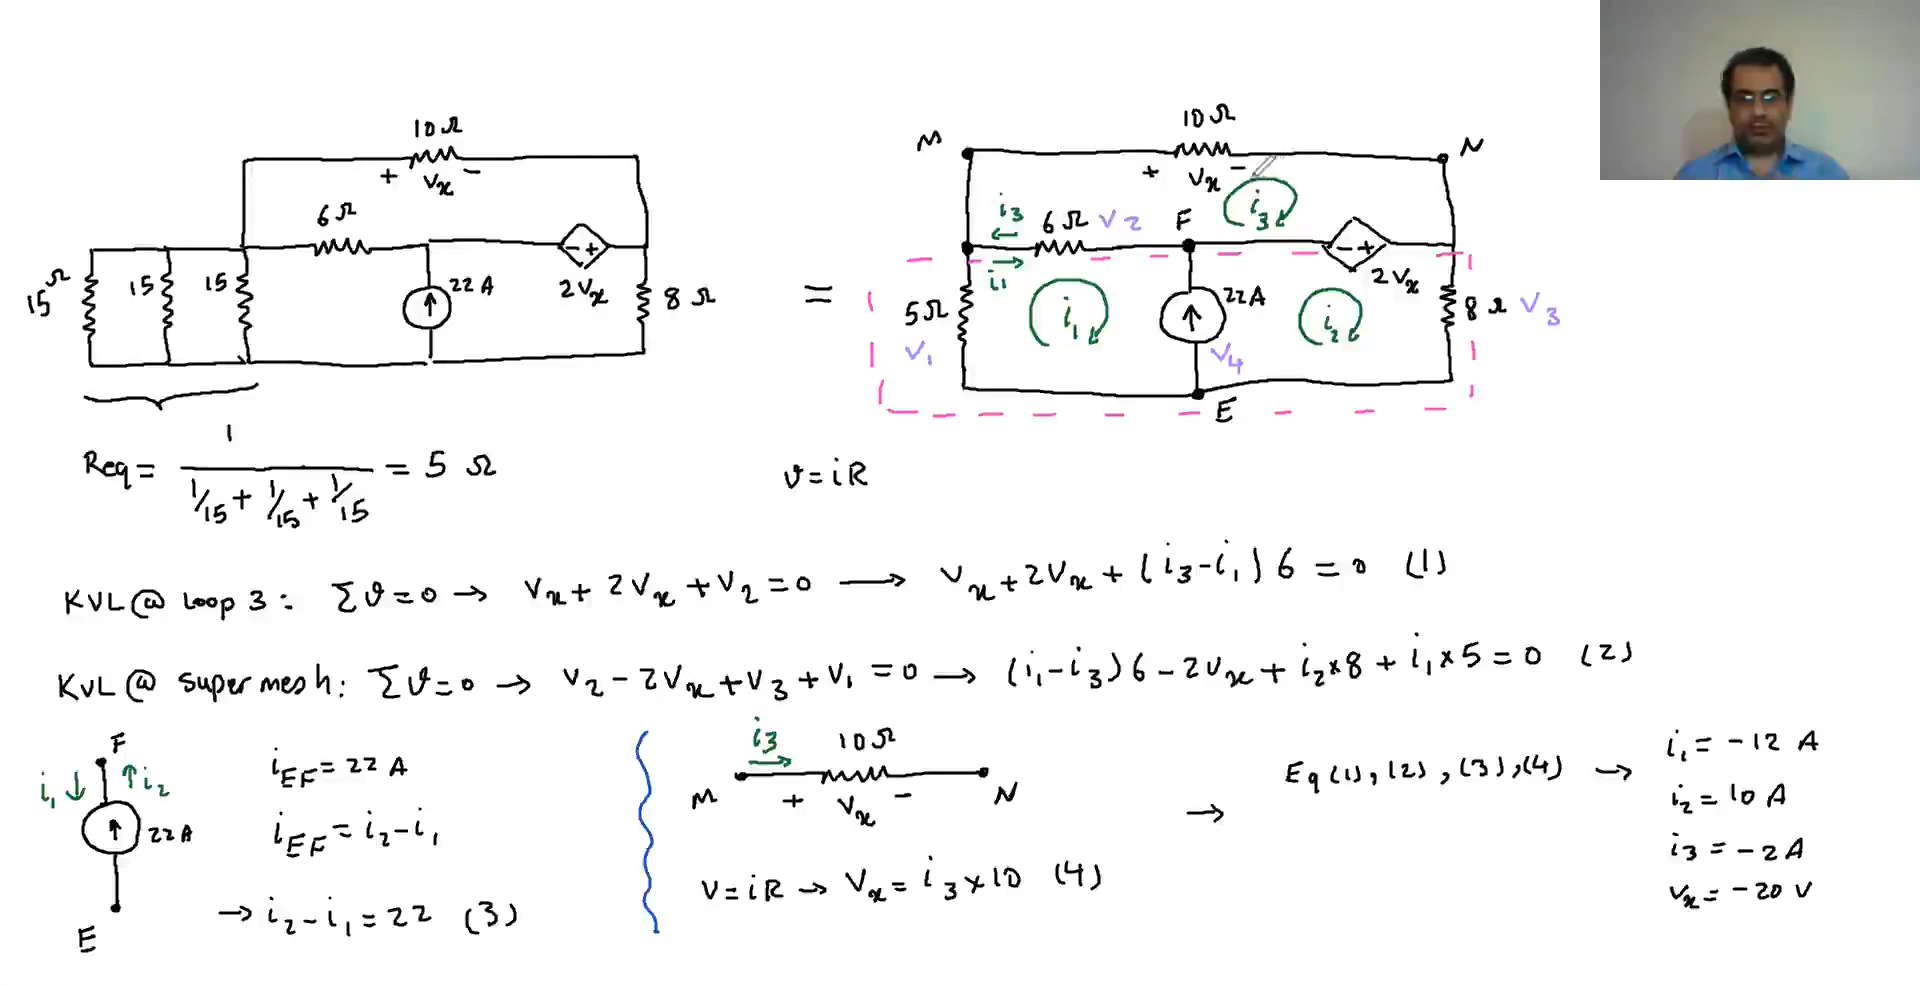 10Ω
+ Vx -
6Ω
15Ω 15 15 22A - + 2Vx 8Ω
=
M 10Ω N
+ Vx -
i3 6Ω V2 F i3
i1
5Ω V1 i1 22A V4 i2 - + 2Vx 8Ω V3
E
Req = 1 / (1/15 + 1/15 + 1/15) = 5 Ω
v = iR
KVL@ Loop 3: Σv=0 → Vx + 2Vx + V2 = 0 → Vx + 2Vx + (i3-i1) 6 = 0 (1)
KVL@ supermesh: Σv=0 → V2 - 2Vx + V3 + V1 = 0 → (i1-i3) 6 - 2Vx + i2×8 + i1×5 = 0 (2)
F
i1↓ ↑i2
22A
E
iEF = 22 A
iEF = i2-i1
→ i2-i1 = 22 (3)
i3 10Ω
M + Vx - N
V = iR → Vx = i3×10 (4)
→ Eq (1), (2), (3), (4) →
i1 = -12 A
i2 = 10 A
i3 = -2 A
Vx = -20 V